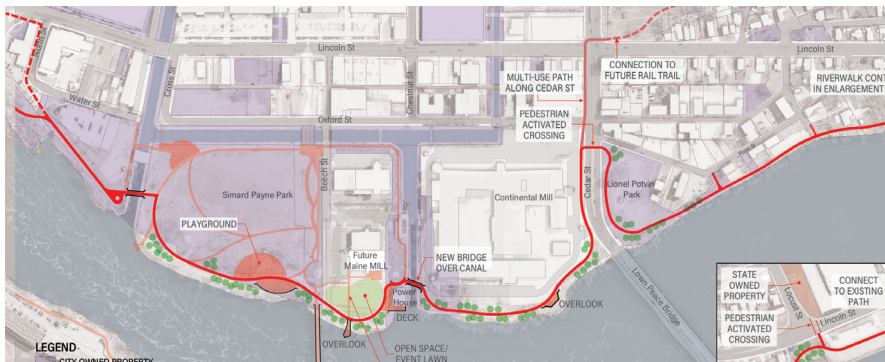 Lincoln St
Lincoln St
MULTI-USE PATH
ALONG CEDAR ST
CONNECTION TO
FUTURE RAIL TRAIL
RIVERWALK CONT
IN ENLARGEMENT
Cross St
Chestnut St
Water St
Oxford St
PEDESTRIAN
ACTIVATED
CROSSING
Beech St
Cedar St
Simard Payne Park
Continental Mill
Lionel Potvin
Park
PLAYGROUND
Future
Maine MILL
NEW BRIDGE
OVER CANAL
Power
House
DECK
OVERLOOK
OVERLOOK
OPEN SPACE/
EVENT LAWN
Lown Peace Bridge
STATE
OWNED
PROPERTY
Locust St
CONNECT
TO EXISTING
PATH
Lincoln St
PEDESTRIAN
ACTIVATED
CROSSING
LEGEND
CITY OWNED PROPERTY